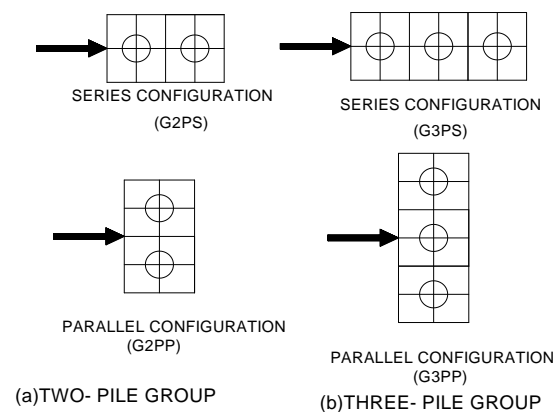 SERIES CONFIGURATION
(G2PS)
SERIES CONFIGURATION
(G3PS)
PARALLEL CONFIGURATION
(G2PP)
PARALLEL CONFIGURATION
(G3PP)
(a)TWO- PILE GROUP
(b)THREE- PILE GROUP